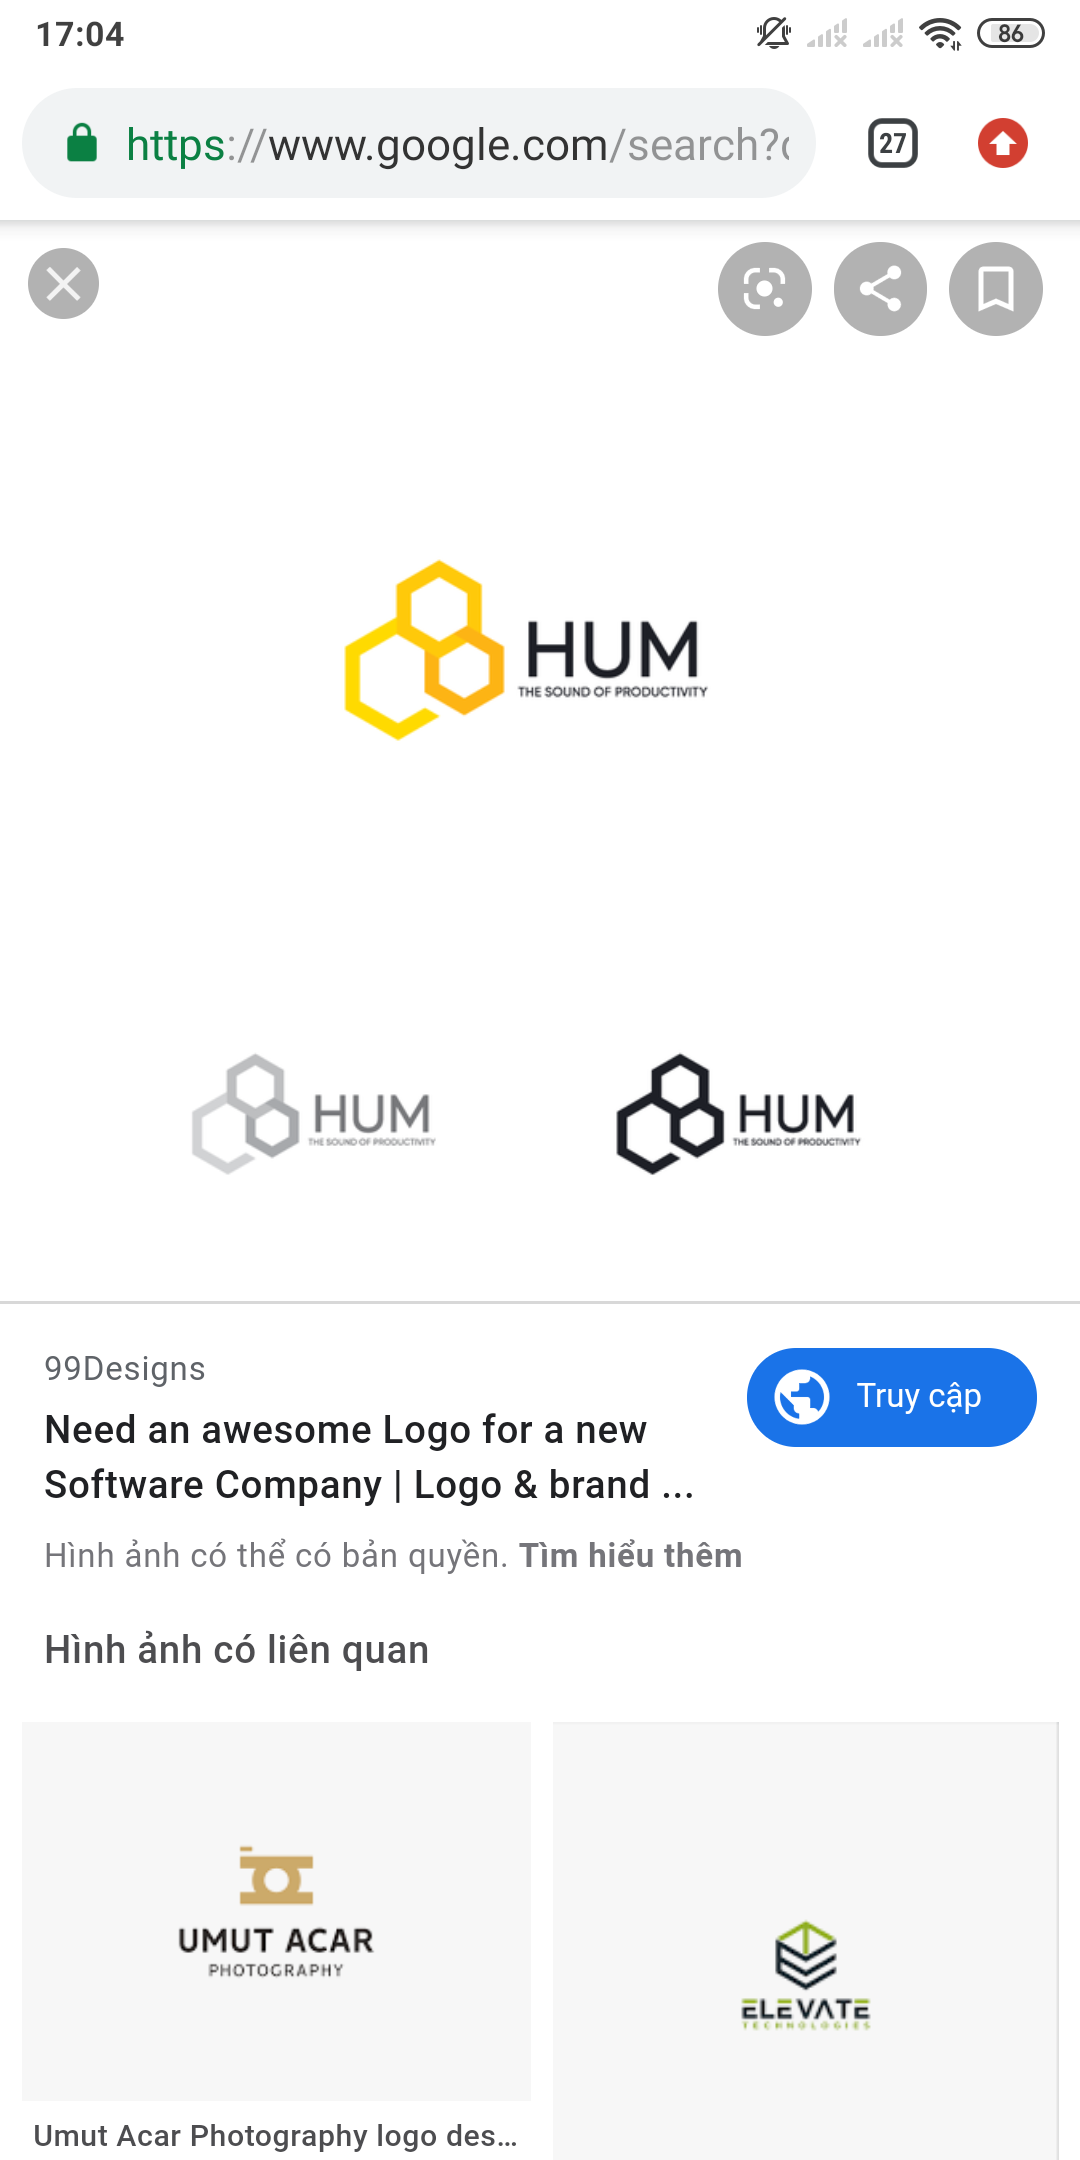 17:04
86
https://www.google.com/search?
27
HUM
THE SOUND OF PRODUCTIVITY
HUM
THE SOUND OF PRODUCTIVITY
HUM
THE SOUND OF PRODUCTIVITY
99Designs
Truy cập
Need an awesome Logo for a new
Software Company | Logo & brand ...
Hình ảnh có thể có bản quyền. Tìm hiểu thêm
Hình ảnh có liên quan
UMUT ACAR
PHOTOGRAPHY
ELEVATE
TECHNOLOGIES
Umut Acar Photography logo des...